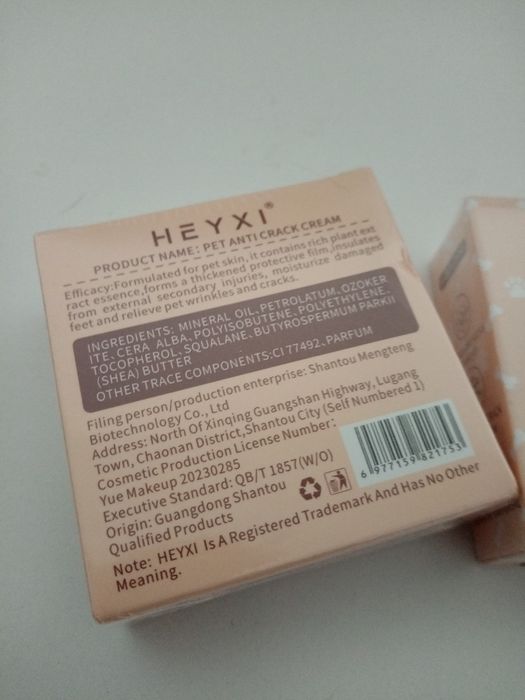 HEYXI®
PRODUCT NAME: PET ANTI CRACK CREAM
Efficacy:Formulated for pet skin, it contains rich plant ext
ract essence,forms a thickened protective film,insulates
from external secondary injuries, moisturize damaged
feet and relieve pet wrinkles and cracks.
INGREDIENTS: MINERAL OIL, PETROLATUM, OZOKER
ITE, CERA ALBA, POLYISOBUTENE, POLYETHYLENE,
TOCOPHEROL, SQUALANE, BUTYROSPERMUM PARKII
(SHEA) BUTTER
OTHER TRACE COMPONENTS:CI 77492、PARFUM
Filing person/production enterprise: Shantou Mengteng
Biotechnology Co., Ltd
Address: North Of Xinqing Guangshan Highway, Lugang
Town, Chaonan District,Shantou City (Self Numbered 1)
Cosmetic Production License Number:
Yue Makeup 20230285
Executive Standard: QB/T 1857(W/O)
Origin: Guangdong Shantou
Qualified Products
6 977159 821753
Note: HEYXI Is A Registered Trademark And Has No Other
Meaning.